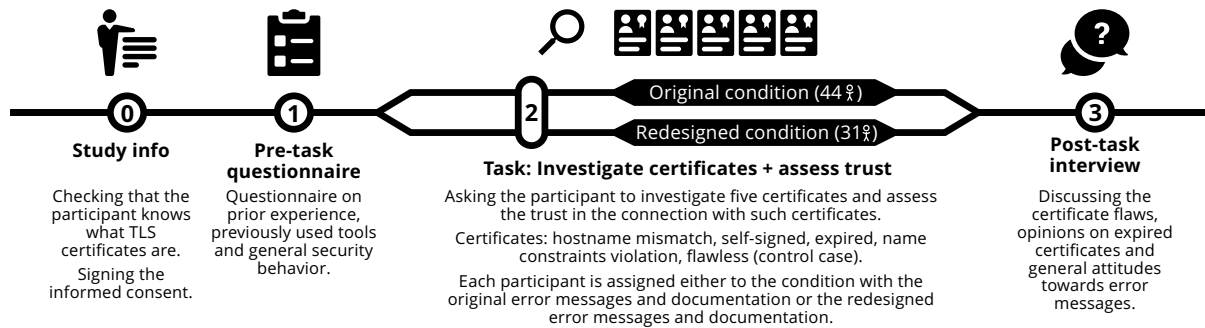 ?
0
Study info
Checking that the
participant knows
what TLS
certificates are.
Signing the
informed consent.
1
Pre-task
questionnaire
Questionnaire on
prior experience,
previously used tools
and general security
behavior.
2
Original condition (44)
Redesigned condition (31)
Task: Investigate certificates + assess trust
Asking the participant to investigate five certificates and assess
the trust in the connection with such certificates.
Certificates: hostname mismatch, self-signed, expired, name
constraints violation, flawless (control case).
Each participant is assigned either to the condition with the
original error messages and documentation or the redesigned
error messages and documentation.
3
Post-task
interview
Discussing the
certificate flaws,
opinions on expired
certificates and
general attitudes
towards error
messages.